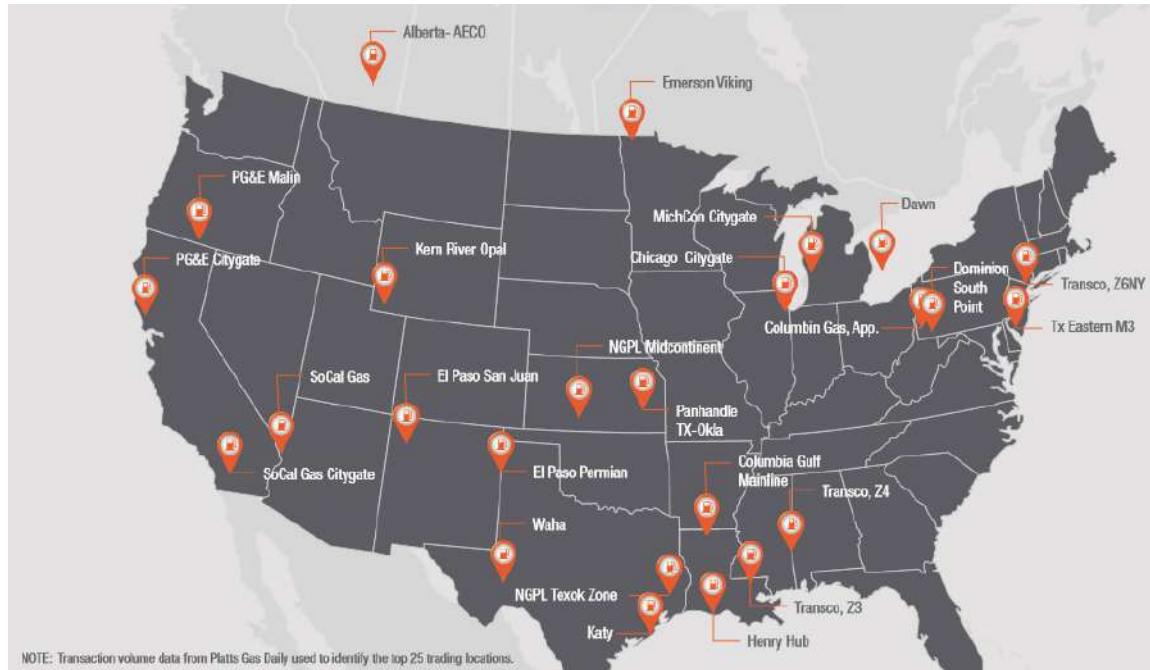 Alberta- AECO
Emerson Viking
PG&E Malin
Dawn
MichCon Citygate
Kern River Opal
Chicago Citygate
PG&E Citygate
Dominion
South
Point
Transco, Z6NY
Columbin Gas, App.
Tx Eastern M3
NGPL Midcontinent
SoCal Gas
El Paso San Juan
Panhandle
TX-Okla
SoCal Gas Citygate
El Paso Permian
Columbia Gulf
Mainline
Transco, Z4
Waha
NGPL Texok Zone
Transco, Z3
Katy
Henry Hub
NOTE: Transaction volume data from Platts Gas Daily used to identify the top 25 trading locations.